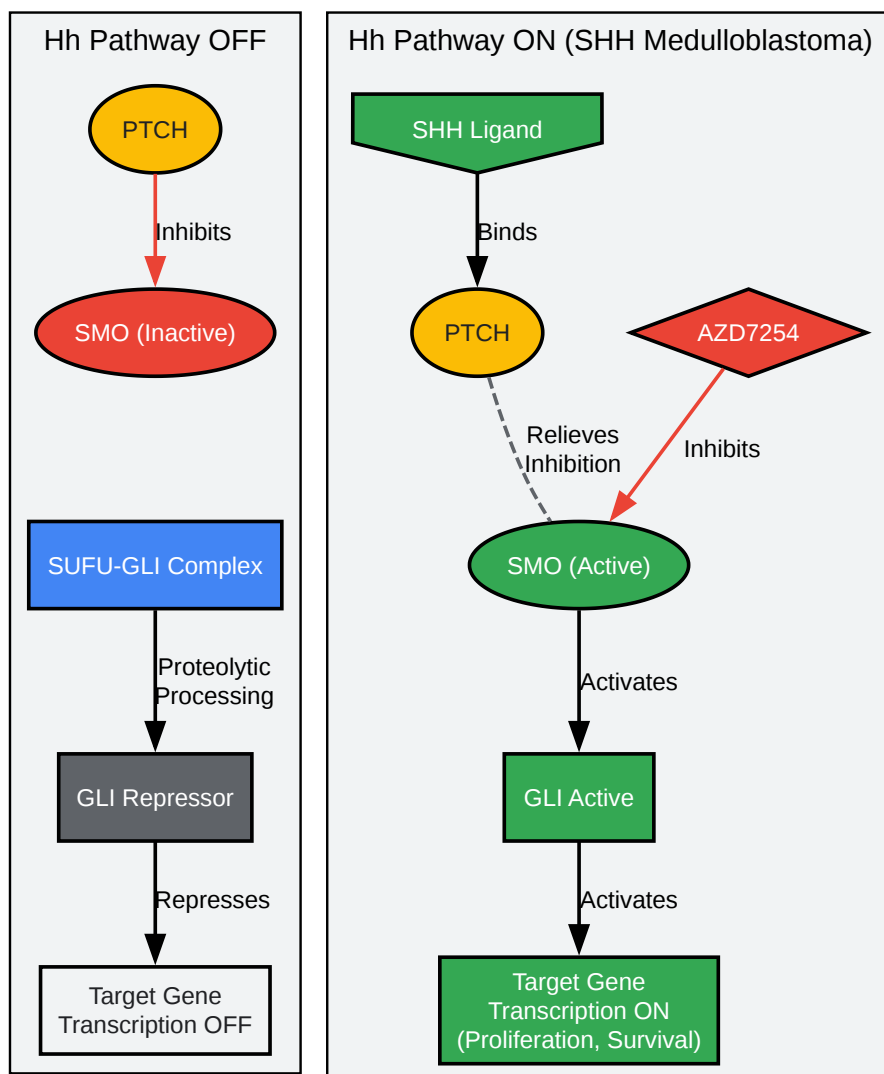 Hh Pathway OFF
PTCH
Inhibits
SMO (Inactive)
SUFU-GLI Complex
Proteolytic
Processing
GLI Repressor
Represses
Target Gene
Transcription OFF
Hh Pathway ON (SHH Medulloblastoma)
SHH Ligand
Binds
PTCH
AZD7254
Relieves
Inhibition
Inhibits
SMO (Active)
Activates
GLI Active
Activates
Target Gene
Transcription ON
(Proliferation, Survival)